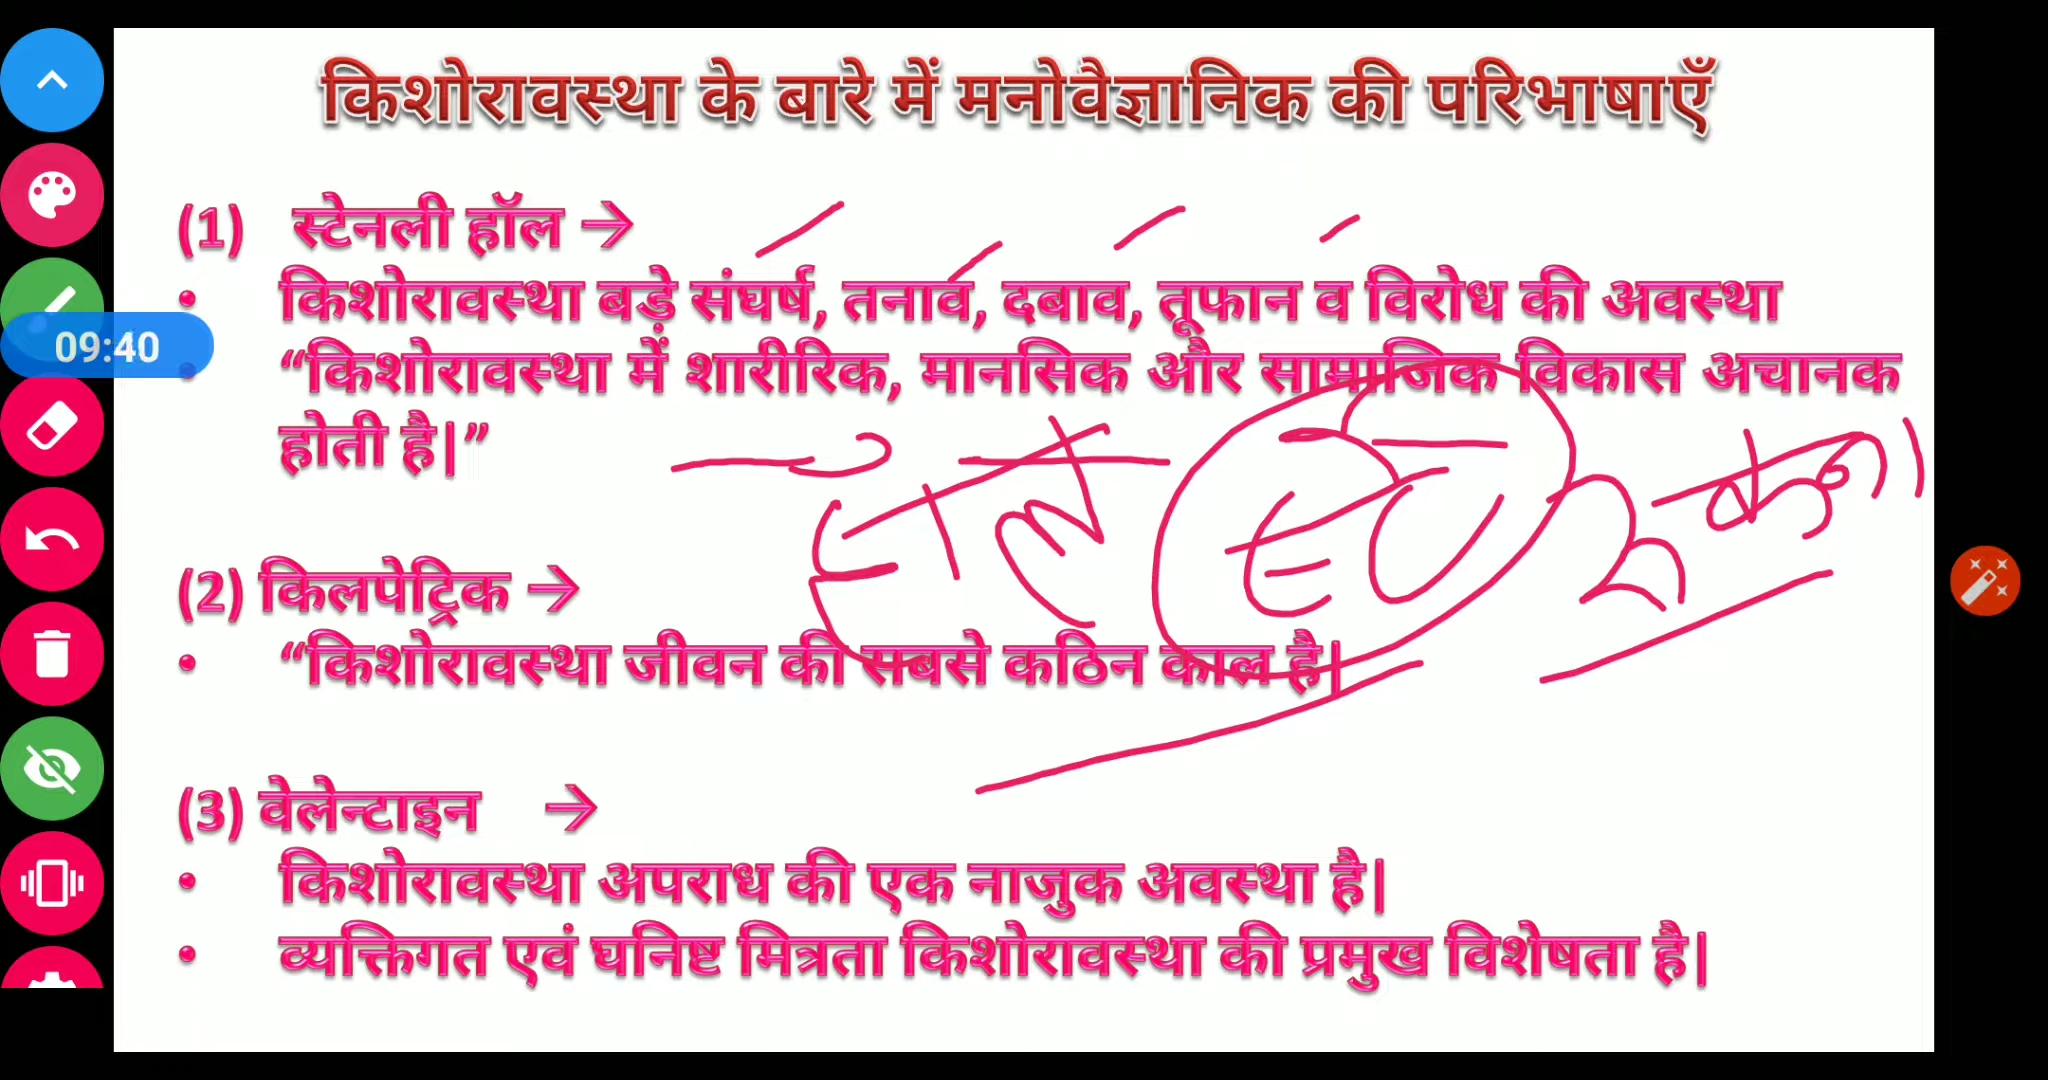 किशोरावस्था के बारे में मनोवैज्ञानिक की परिभाषाएँ
(1) स्टेनली हॉल →
• किशोरावस्था बड़े संघर्ष, तनाव, दबाव, तूफान व विरोध की अवस्था
09:40
• “किशोरावस्था में शारीरिक, मानसिक और सामाजिक विकास अचानक
होती है|”
(2) किलपेट्रिक →
• “किशोरावस्था जीवन की सबसे कठिन काल है|
(3) वेलेन्टाइन →
• किशोरावस्था अपराध की एक नाजुक अवस्था है|
• व्यक्तिगत एवं घनिष्ट मित्रता किशोरावस्था की प्रमुख विशेषता है|